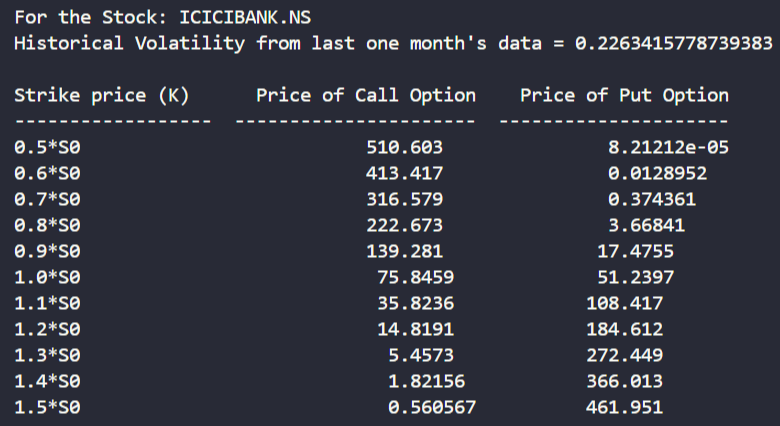 For the Stock: ICICIBANK.NS
Historical Volatility from last one month's data = 0.2263415778739383
Strike price (K) Price of Call Option Price of Put Option
------------------ ---------------------- ---------------------
0.5*S0 510.603 8.21212e-05
0.6*S0 413.417 0.0128952
0.7*S0 316.579 0.374361
0.8*S0 222.673 3.66841
0.9*S0 139.281 17.4755
1.0*S0 75.8459 51.2397
1.1*S0 35.8236 108.417
1.2*S0 14.8191 184.612
1.3*S0 5.4573 272.449
1.4*S0 1.82156 366.013
1.5*S0 0.560567 461.951